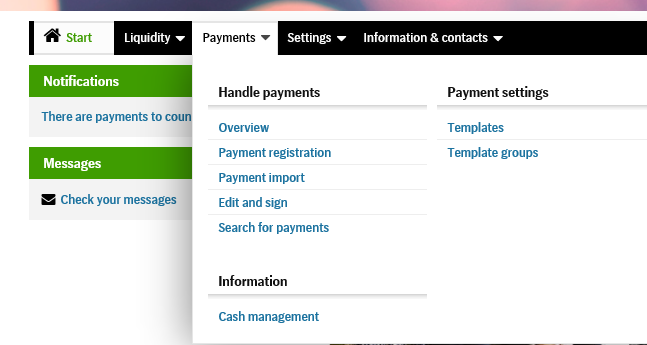 Start Liquidity Payments Settings Information & contacts
Notifications
There are payments to coun
Messages
Check your messages
Handle payments
Overview
Payment registration
Payment import
Edit and sign
Search for payments
Information
Cash management
Payment settings
Templates
Template groups